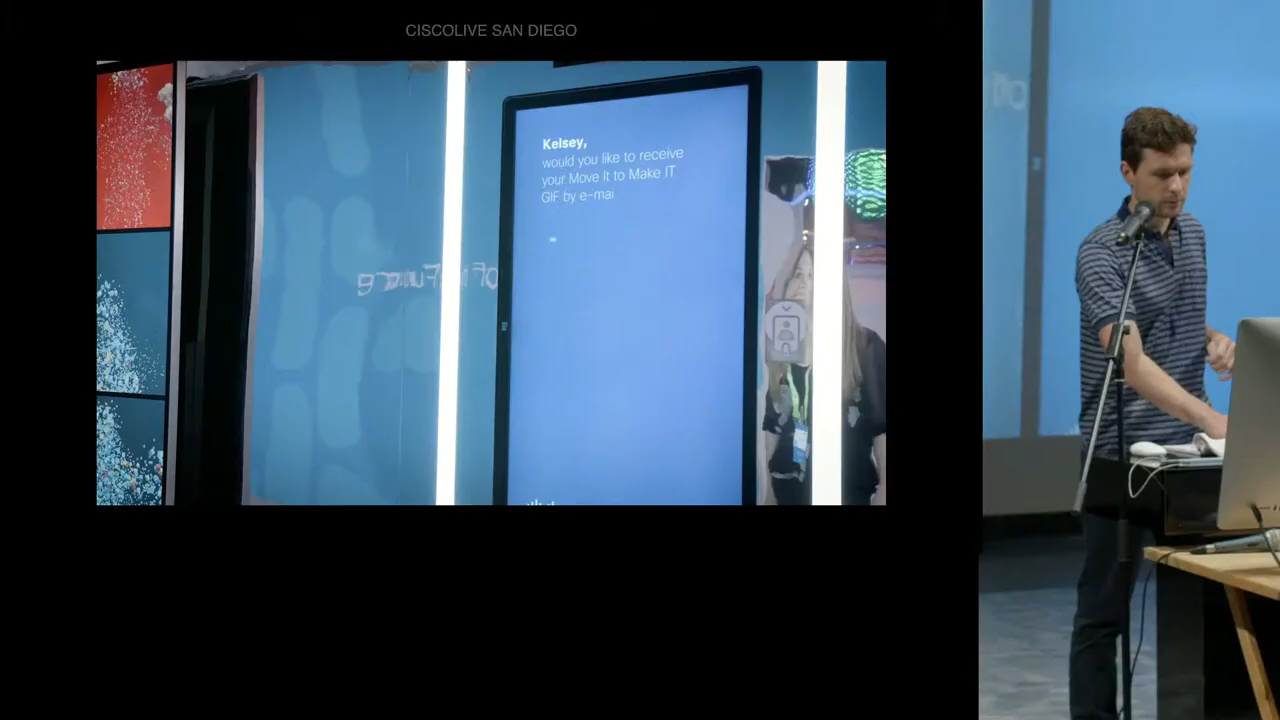 CISCOLIVE SAN DIEGO
Kelsey,
would you like to receive
your Move It to Make IT
GIF by e-mai